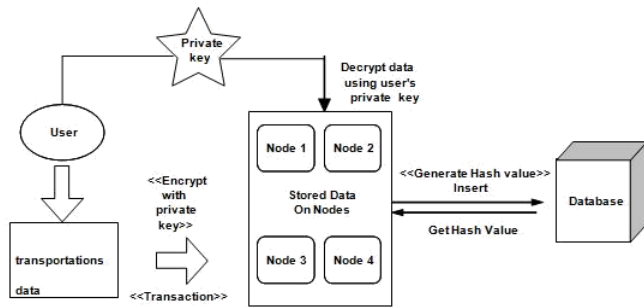 Private
key
Decrypt data
using user's
private key
User
Node 1
Node 2
<<Encrypt
with
private
key>>
Stored Data
On Nodes
<<Generate Hash value>>
Insert
Database
Get Hash Value
transportations
data
Node 3
Node 4
<<Transaction>>